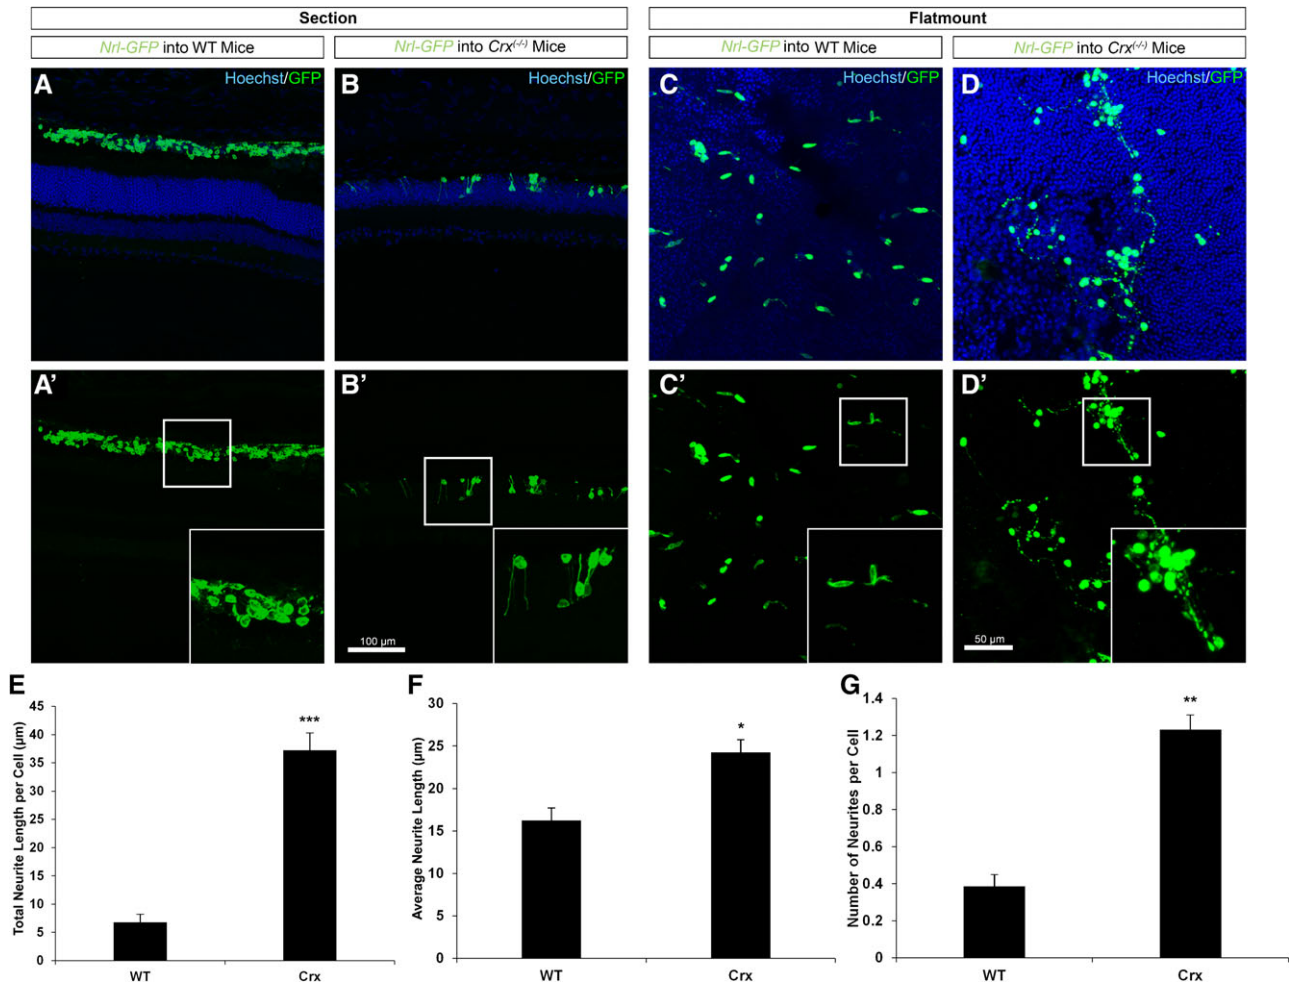 Section
Flatmount
Nrl-GFP into WT Mice
Nrl-GFP into Crx(-/-) Mice
Nrl-GFP into WT Mice
Nrl-GFP into Crx(-/-) Mice
A
Hoechst/GFP
B
Hoechst/GFP
C
Hoechst/GFP
D
Hoechst/GFP
A'
B'
100 µm
C'
D'
50 µm
E
Total Neurite Length per Cell (µm)
45
40
35
30
25
20
15
10
5
0
***
WT
Crx
F
Average Neurite Length (µm)
30
25
20
15
10
5
0
*
WT
Crx
G
Number of Neurites per Cell
1.4
1.2
1
0.8
0.6
0.4
0.2
0
**
WT
Crx